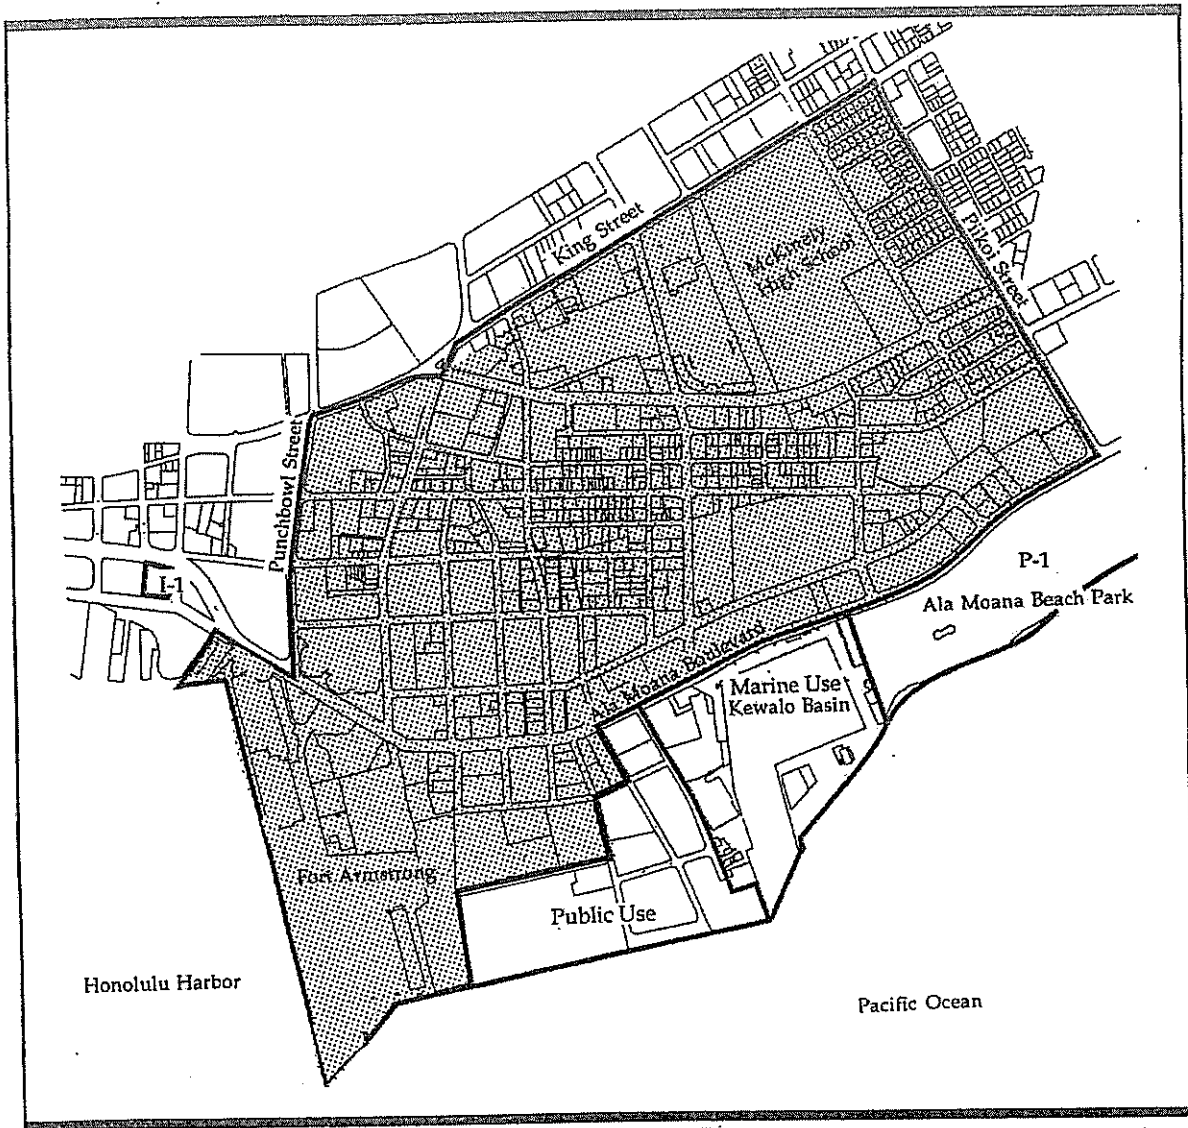 King Street
McKinely
High School
Piikoi Street
Punchbowl Street
I-1
P-1
Ala Moana Beach Park
Ala Moana Boulevard
Marine Use
Kewalo Basin
Fort Armstrong
Public Use
Honolulu Harbor
Pacific Ocean